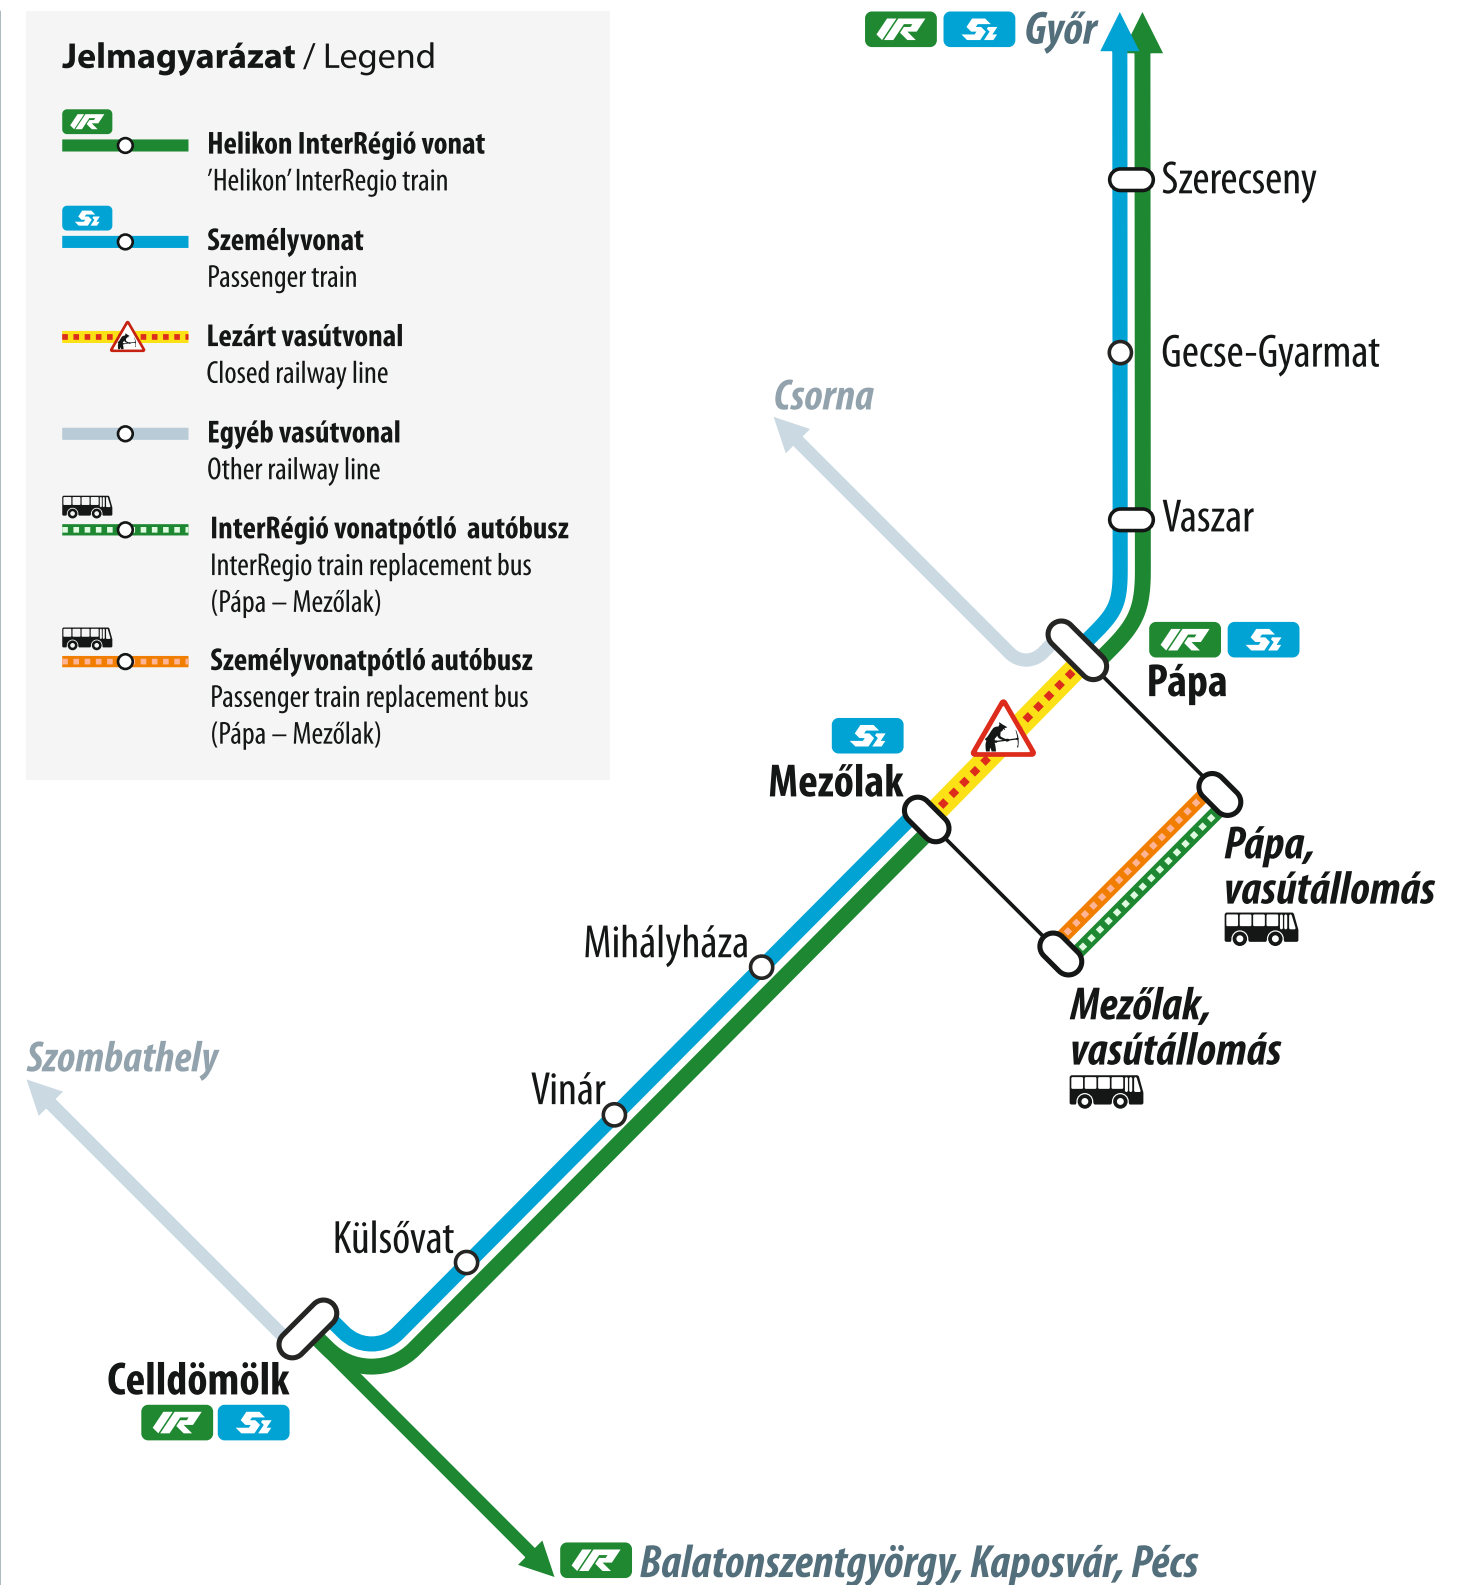 Jelmagyarázat / Legend
IR
Helikon InterRégió vonat
'Helikon' InterRegio train
Sz
Személyvonat
Passenger train
Lezárt vasútvonal
Closed railway line
Egyéb vasútvonal
Other railway line
InterRégió vonatpótló autóbusz
InterRegio train replacement bus
(Pápa – Mezőlak)
Személyvonatpótló autóbusz
Passenger train replacement bus
(Pápa – Mezőlak)
IR Sz Győr
Szerecseny
Gecse-Gyarmat
Csorna
Vaszar
IR Sz
Pápa
Sz
Mezőlak
Pápa,
vasútállomás
Mihályháza
Mezőlak,
vasútállomás
Szombathely
Vinár
Külsővat
Celldömölk
IR Sz
IR Balatonszentgyörgy, Kaposvár, Pécs